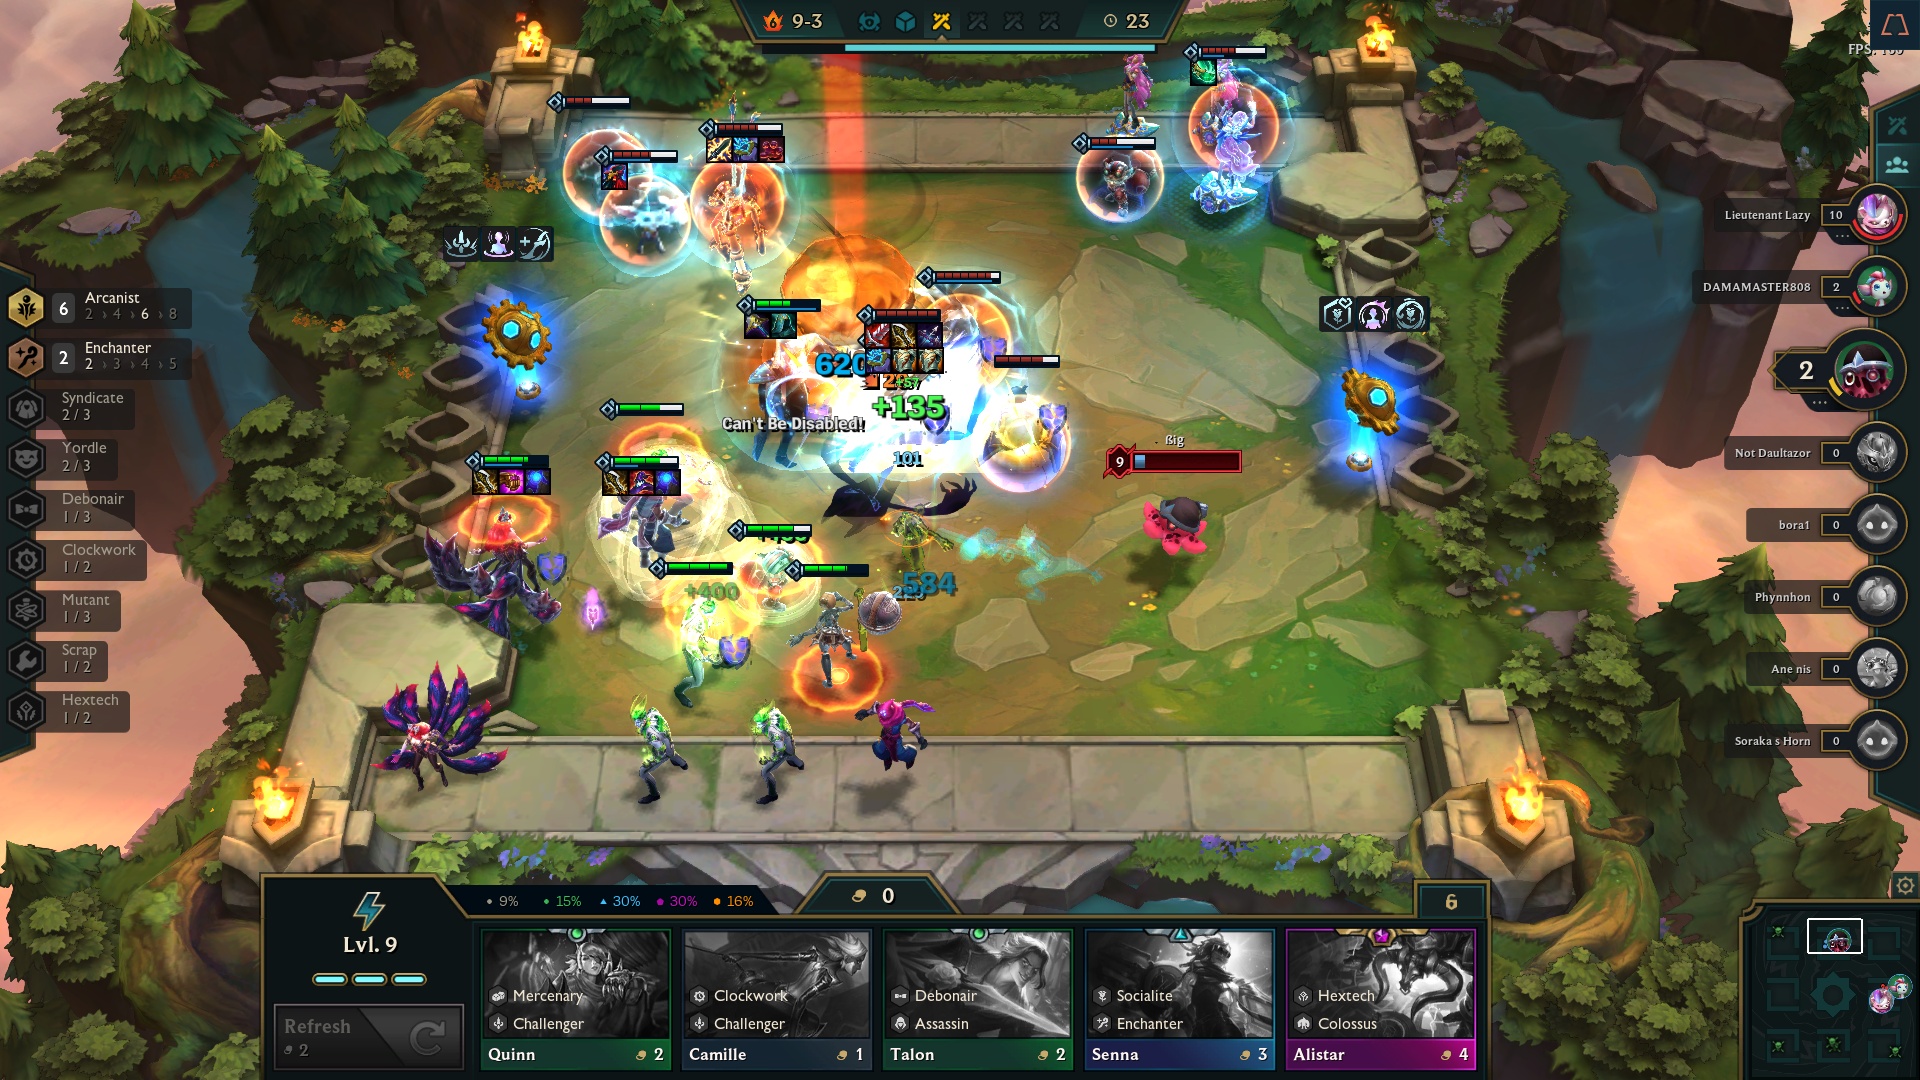 9-3
23
FPS:
Lieutenant Lazy 10
DAMAMASTER808 2
2
Not Daultazor 0
bora1 0
Phynnhon 0
Ane nis 0
Soraka s Horn 0
6 Arcanist
2 › 4 › 6 › 8
2 Enchanter
2 › 3 › 4 › 5
Syndicate
2 / 3
Yordle
2 / 3
Debonair
1 / 3
Clockwork
1 / 2
Mutant
1 / 3
Scrap
1 / 2
Hextech
1 / 2
620
+57
+135
Can't Be Disabled!
101
9
+400
584
Lvl. 9
9% 15% 30% 30% 16%
0
6
Refresh
2
Mercenary
Challenger
Quinn 2
Clockwork
Challenger
Camille 1
Debonair
Assassin
Talon 2
Socialite
Enchanter
Senna 3
Hextech
Colossus
Alistar 4